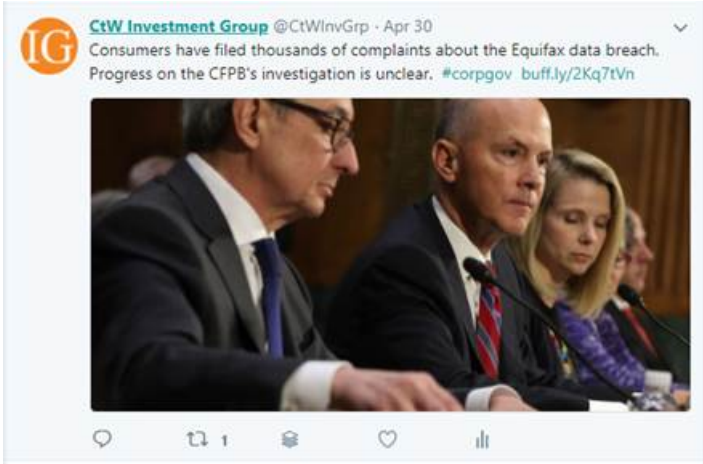 IG
CtW Investment Group @CtWInvGrp · Apr 30
Consumers have filed thousands of complaints about the Equifax data breach.
Progress on the CFPB's investigation is unclear. #corpgov buff.ly/2Kq7tVn
1